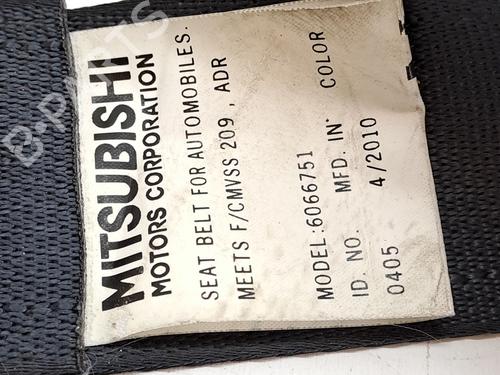 MITSUBISHI
MOTORS CORPORATION
SEAT BELT FOR AUTOMOBILES.
MEETS F/CMVSS 209 , ADR
MODEL:6066751
ID. NO. MFD. IN COLOR
0405 4/2010
B-PARTS